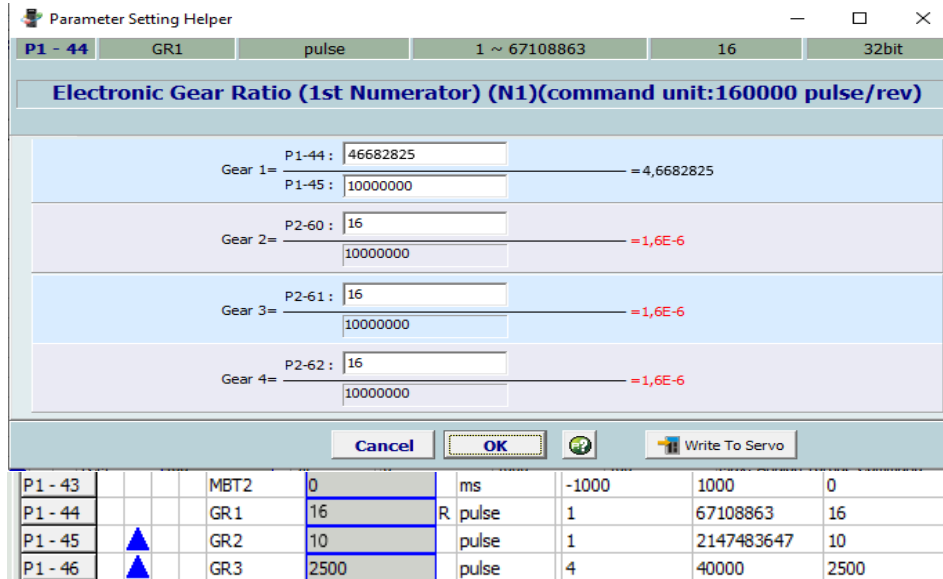 Parameter Setting Helper
P1 - 44 GR1 pulse 1 ~ 67108863 16 32bit
Electronic Gear Ratio (1st Numerator) (N1)(command unit:160000 pulse/rev)
P1-44 : 46682825
Gear 1= =4,6682825
P1-45 : 10000000
P2-60 : 16
Gear 2= =1,6E-6
10000000
P2-61 : 16
Gear 3= =1,6E-6
10000000
P2-62 : 16
Gear 4= =1,6E-6
10000000
Cancel OK Write To Servo
P1 - 43 MBT2 0 ms -1000 1000 0
P1 - 44 GR1 16 R pulse 1 67108863 16
P1 - 45 GR2 10 pulse 1 2147483647 10
P1 - 46 GR3 2500 pulse 4 40000 2500